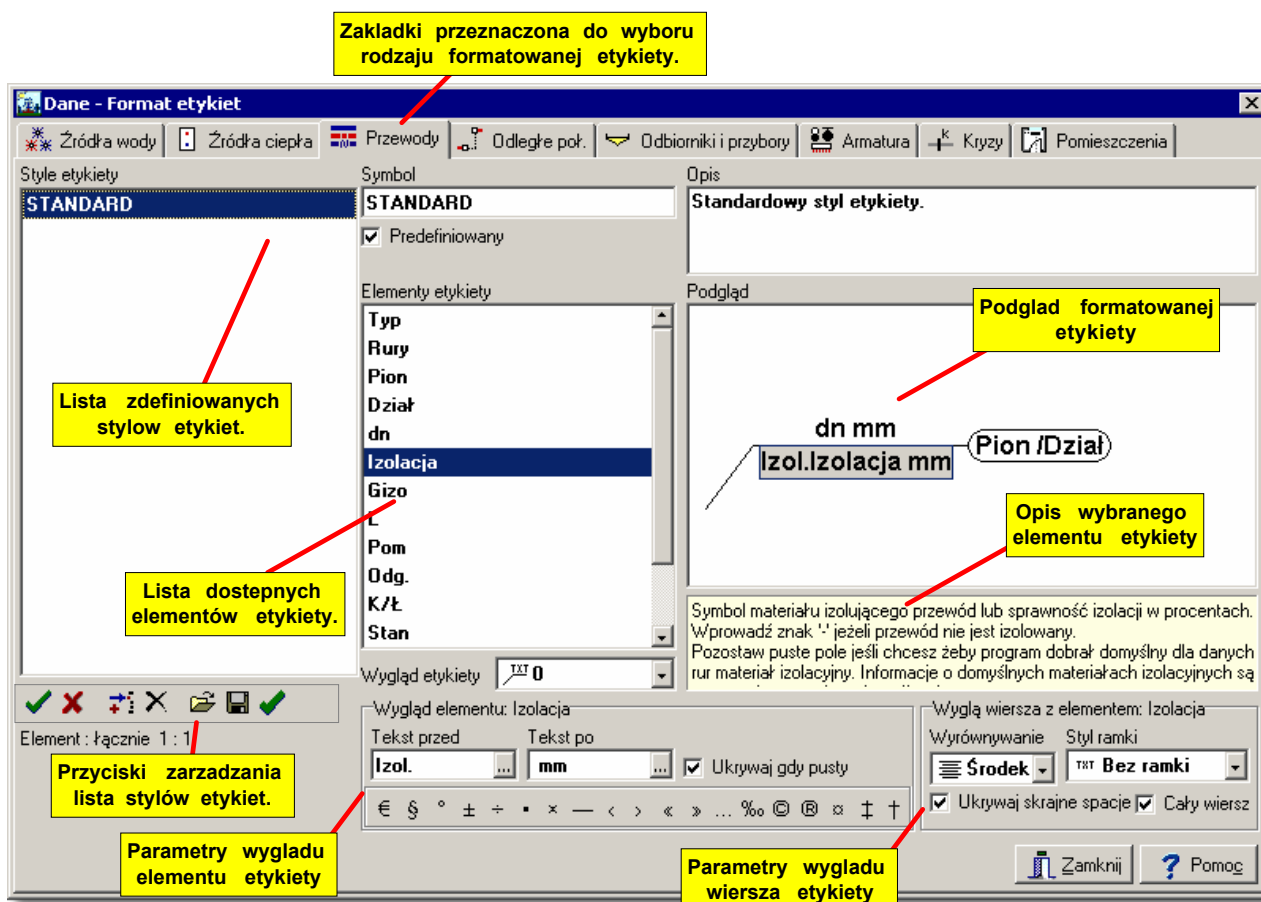 Zakladki przeznaczona do wyboru
rodzaju formatowanej etykiety.
Dane - Format etykiet
Źródła wody Źródła ciepła Przewody Odległe poł. Odbiorniki i przybory Armatura Kryzy Pomieszczenia
Style etykiety
STANDARD
Symbol
STANDARD
Predefiniowany
Opis
Standardowy styl etykiety.
Elementy etykiety
Typ
Rury
Pion
Dział
dn
Izolacja
Gizo
L
Pom
Odg.
K/Ł
Stan
Podgląd
Podglad formatowanej
etykiety
dn mm
Izol.Izolacja mm
Pion /Dział
Lista zdefiniowanych
stylow etykiet.
Opis wybranego
elementu etykiety
Lista dostepnych
elementów etykiety.
Symbol materiału izolującego przewód lub sprawność izolacji w procentach.
Wprowadź znak '-' jeżeli przewód nie jest izolowany.
Pozostaw puste pole jeśli chcesz żeby program dobrał domyślny dla danych
rur materiał izolacyjny. Informacje o domyślnych materiałach izolacyjnych są
Wygląd etykiety TXT 0
Element : łącznie 1 : 1
Przyciski zarzadzania
lista stylów etykiet.
Wygląd elementu: Izolacja
Tekst przed Tekst po
Izol. ... mm ... Ukrywaj gdy pusty
€ § ° ± ÷ ▪ × — ‹ › « » … ‰ © ® ¤ ‡ †
Wyglą wiersza z elementem: Izolacja
Wyrównywanie Styl ramki
Środek TXT Bez ramki
Ukrywaj skrajne spacje Cały wiersz
Parametry wygladu
elementu etykiety
Parametry wygladu
wiersza etykiety
Zamknij Pomoc